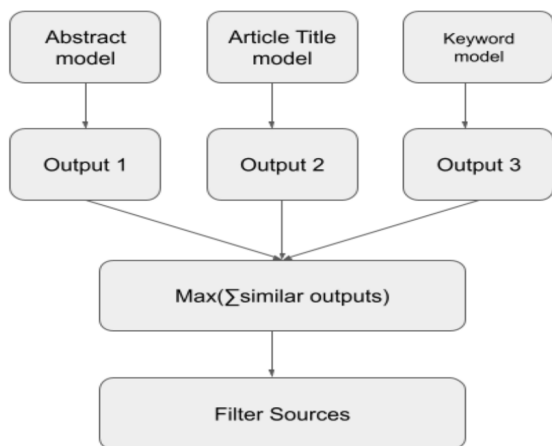 Abstract
model
Article Title
model
Keyword
model
Output 1
Output 2
Output 3
Max(∑similar outputs)
Filter Sources